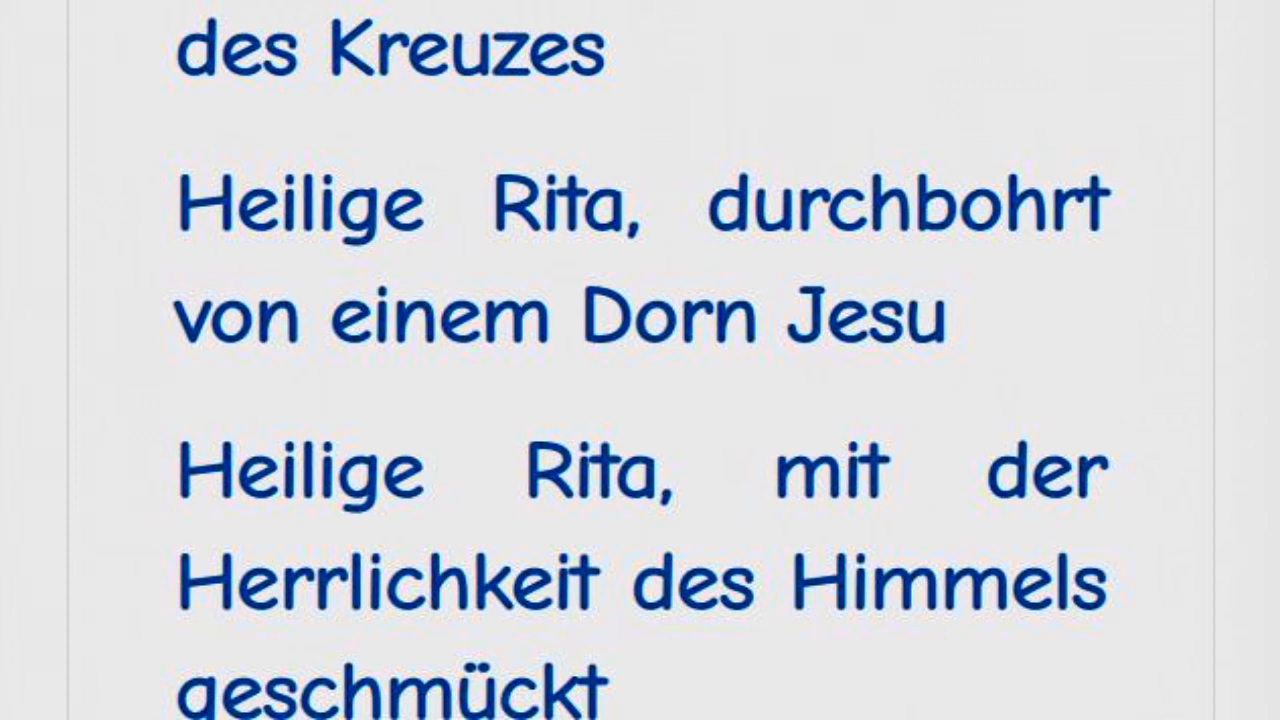 des Kreuzes
Heilige Rita, durchbohrt
von einem Dorn Jesu
Heilige Rita, mit der
Herrlichkeit des Himmels
geschmückt